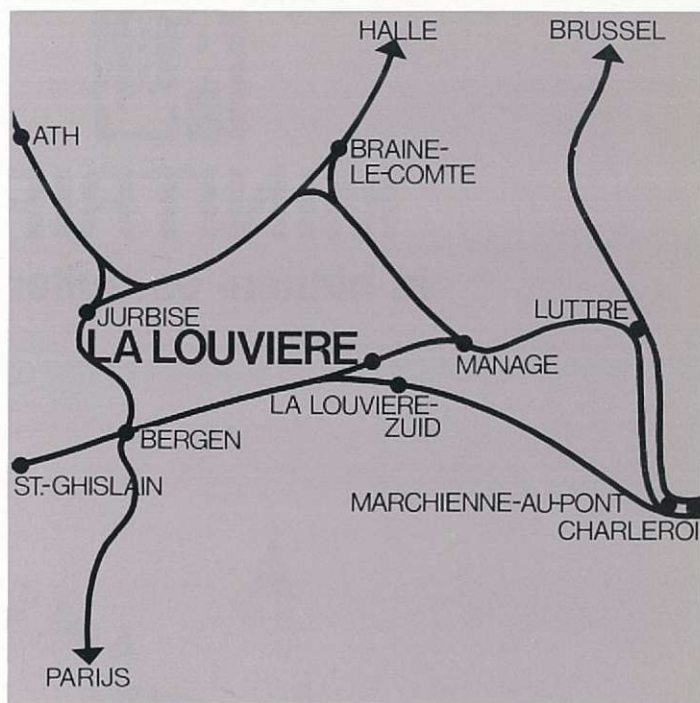 HALLE
BRUSSEL
ATH
BRAINE-
LE-COMTE
JURBISE
LUTTRE
LA LOUVIERE
MANAGE
LA LOUVIERE-
ZUID
BERGEN
ST.-GHISLAIN
MARCHIENNE-AU-PONT
CHARLEROI
PARIJS